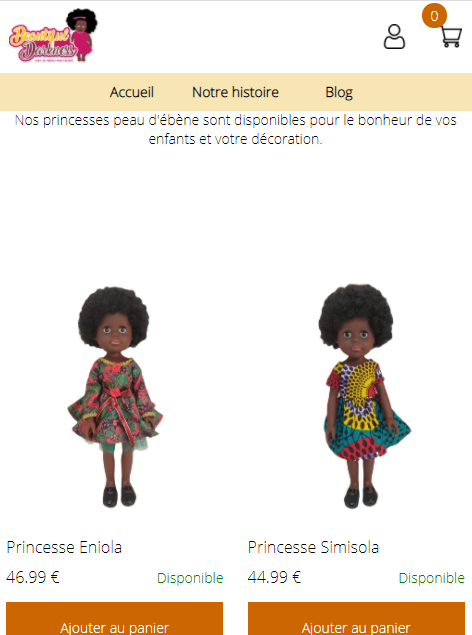 Beautiful
Darkness
0
Accueil Notre histoire Blog
Nos princesses peau d'ébène sont disponibles pour le bonheur de vos
enfants et votre décoration.
Princesse Eniola Princesse Simisola
46.99 € Disponible 44.99 € Disponible
Ajouter au panier Ajouter au panier